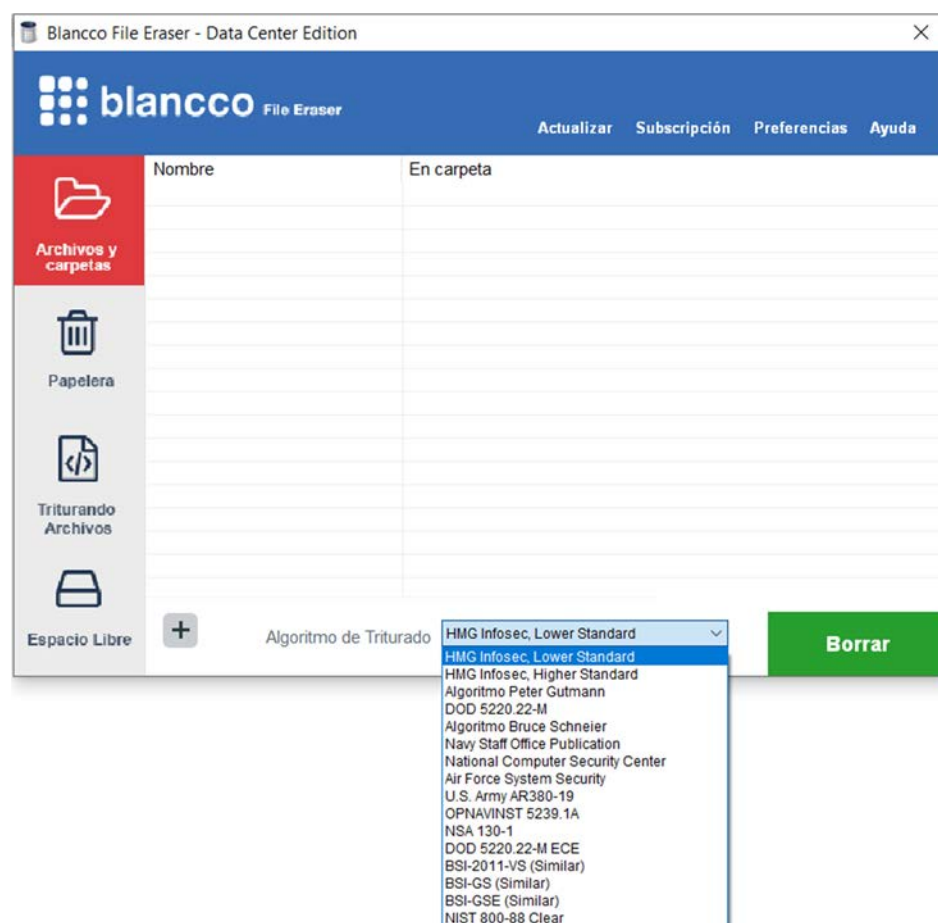 Blancco File Eraser - Data Center Edition
blancco File Eraser
Actualizar Subscripción Preferencias Ayuda
Nombre En carpeta
Archivos y
carpetas
Papelera
Triturando
Archivos
Espacio Libre
Algoritmo de Triturado HMG Infosec, Lower Standard
Borrar
HMG Infosec, Lower Standard
HMG Infosec, Higher Standard
Algoritmo Peter Gutmann
DOD 5220.22-M
Algoritmo Bruce Schneier
Navy Staff Office Publication
National Computer Security Center
Air Force System Security
U.S. Army AR380-19
OPNAVINST 5239.1A
NSA 130-1
DOD 5220.22-M ECE
BSI-2011-VS (Similar)
BSI-GS (Similar)
BSI-GSE (Similar)
NIST 800-88 Clear